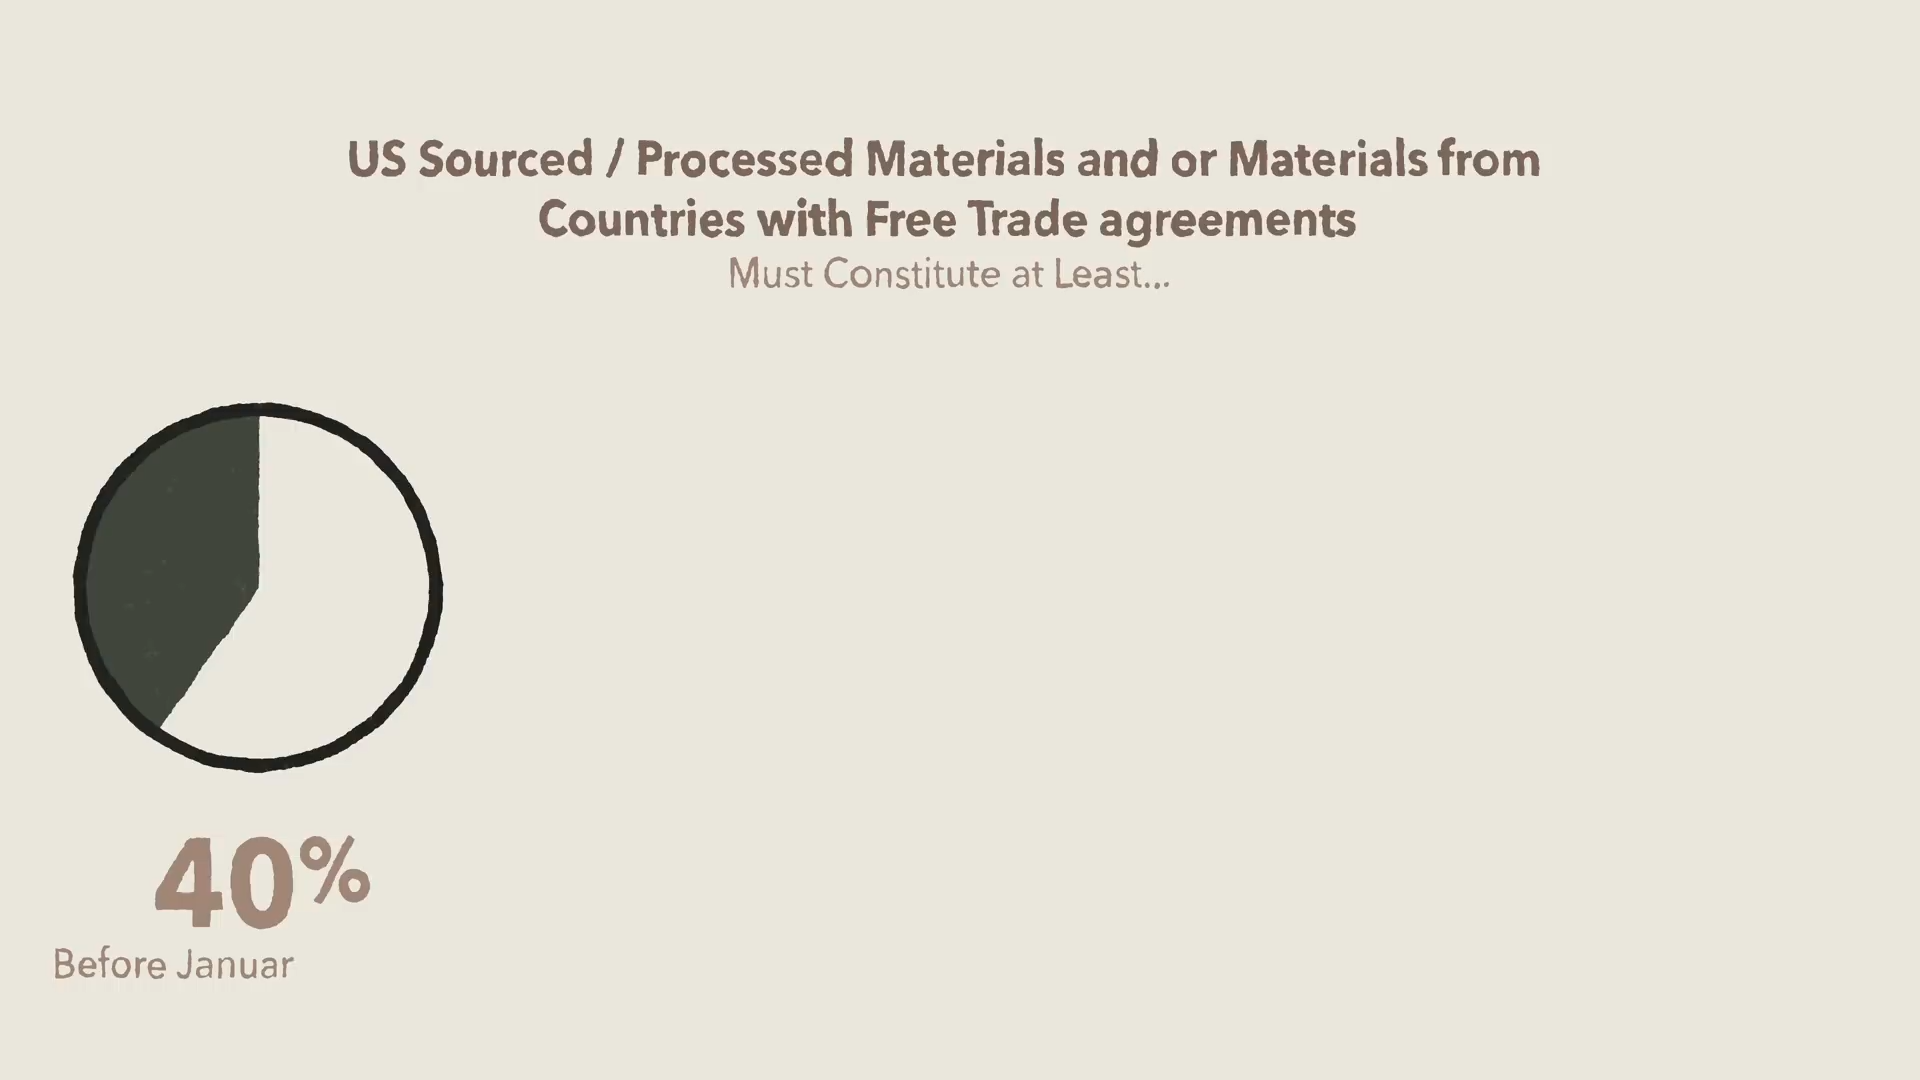 US Sourced / Processed Materials and or Materials from
Countries with Free Trade agreements
Must Constitute at Least...
40%
Before Januar